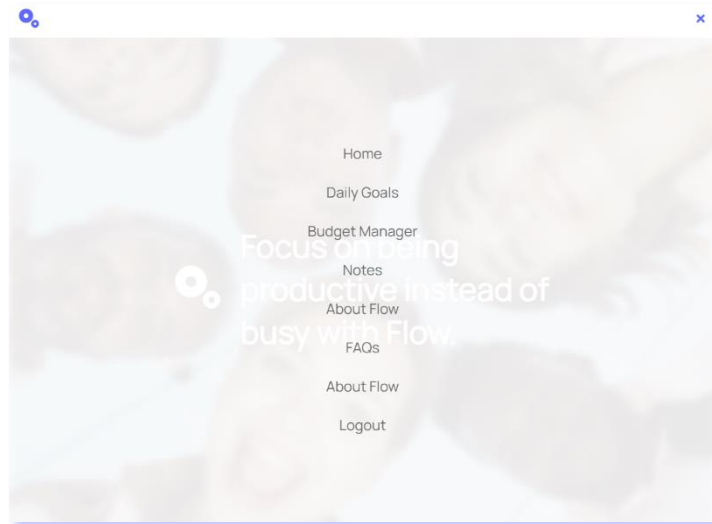 Home
Daily Goals
Budget Manager
Focus on being
Notes
productive instead of
About Flow
busy with Flow.
FAQs
About Flow
Logout